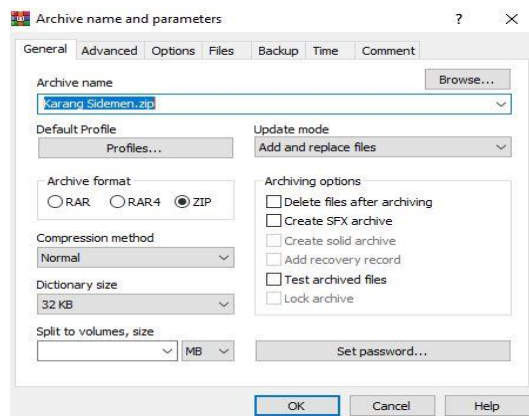 Archive name and parameters ? ×
General Advanced Options Files Backup Time Comment
Archive name
Browse...
Karang Sidemen.zip
Default Profile
Profiles...
Update mode
Add and replace files
Archive format
RAR RAR4 ZIP
Compression method
Normal
Dictionary size
32 KB
Split to volumes, size
MB
Archiving options
Delete files after archiving
Create SFX archive
Create solid archive
Add recovery record
Test archived files
Lock archive
Set password...
OK Cancel Help